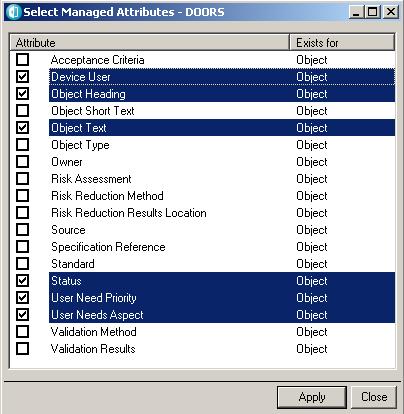 Select Managed Attributes - DOORS
Attribute Exists for
Acceptance Criteria Object
Device User Object
Object Heading Object
Object Short Text Object
Object Text Object
Object Type Object
Owner Object
Risk Assessment Object
Risk Reduction Method Object
Risk Reduction Results Location Object
Source Object
Specification Reference Object
Standard Object
Status Object
User Need Priority Object
User Needs Aspect Object
Validation Method Object
Validation Results Object
Apply Close